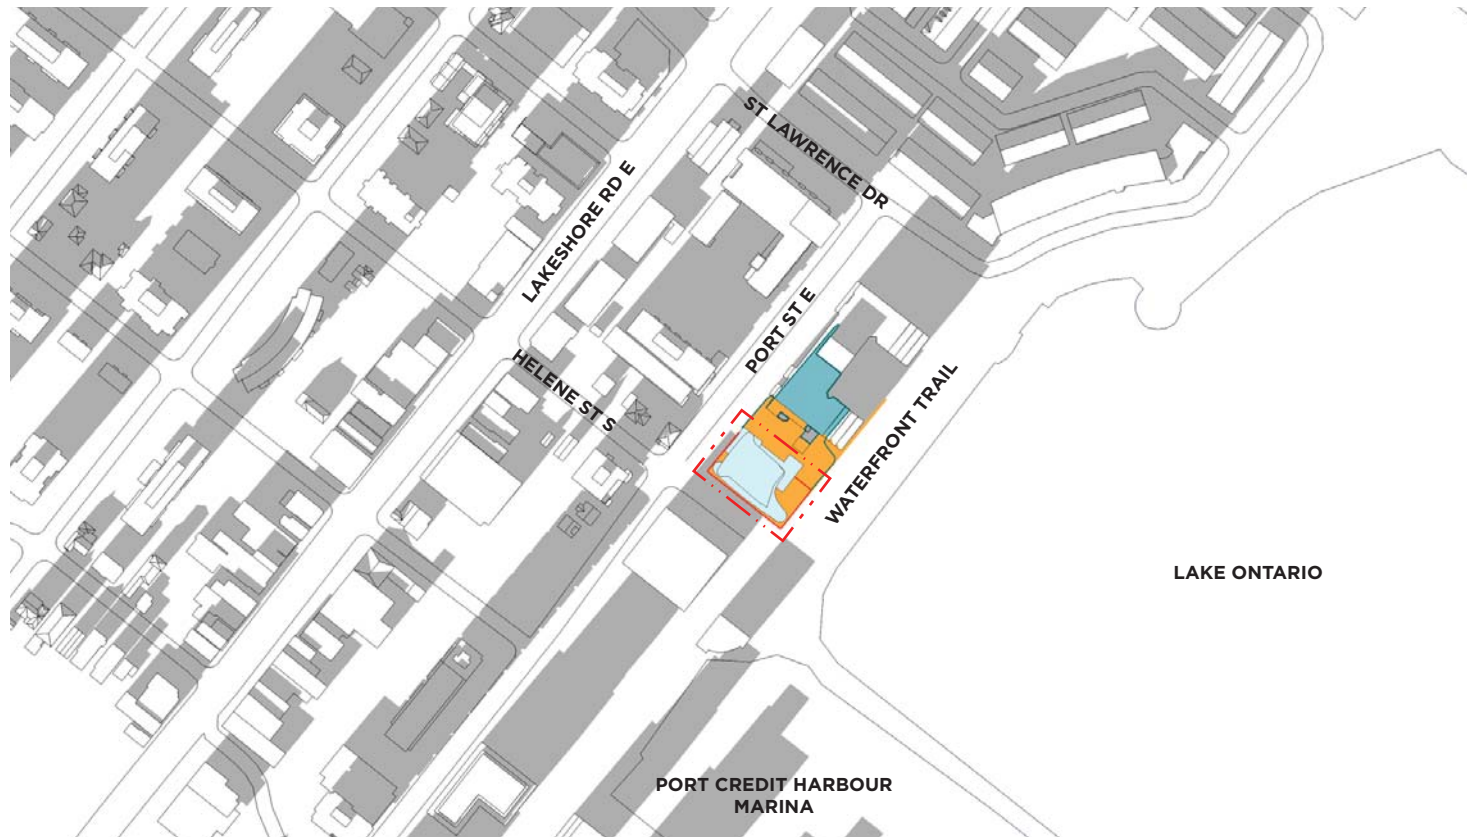 ST LAWRENCE DR
LAKESHORE RD E
PORT ST E
HELENE ST S
WATERFRONT TRAIL
LAKE ONTARIO
PORT CREDIT HARBOUR
MARINA